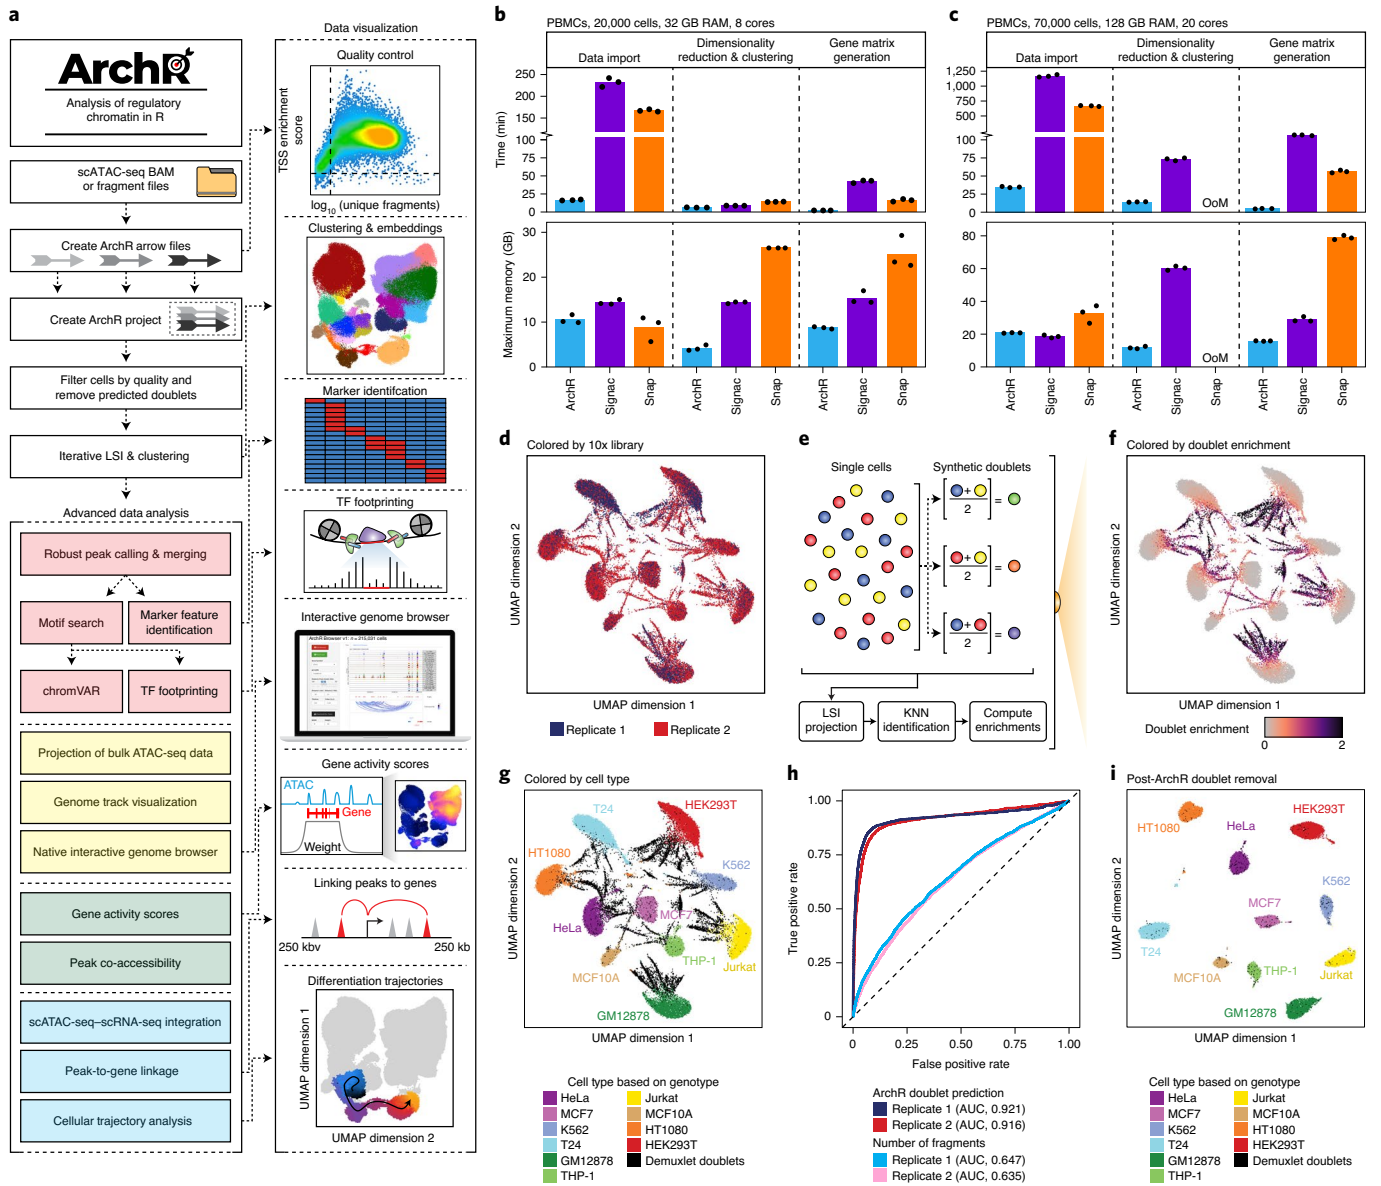 a
ArchR
Analysis of regulatory
chromatin in R
scATAC-seq BAM
or fragment files
Create ArchR arrow files
Create ArchR project
Filter cells by quality and
remove predicted doublets
Iterative LSI & clustering
Advanced data analysis
Robust peak calling & merging
Motif search
Marker feature
identification
chromVAR
TF footprinting
Projection of bulk ATAC-seq data
Genome track visualization
Native interactive genome browser
Gene activity scores
Peak co-accessibility
scATAC-seq–scRNA-seq integration
Peak-to-gene linkage
Cellular trajectory analysis
Data visualization
Quality control
TSS enrichment
score
log10 (unique fragments)
Clustering & embeddings
Marker identifcation
TF footprinting
Interactive genome browser
ArchR Browser v1: n = 215,031 cells
Gene activity scores
ATAC
Gene
Weight
Linking peaks to genes
250 kbv
250 kb
Differentiation trajectories
UMAP dimension 1
UMAP dimension 2
b
PBMCs, 20,000 cells, 32 GB RAM, 8 cores
Data import
Dimensionality
reduction & clustering
Gene matrix
generation
Time (min)
250
200
150
100
50
25
0
Maximum memory (GB)
30
20
10
0
ArchR
Signac
Snap
ArchR
Signac
Snap
ArchR
Signac
Snap
c
PBMCs, 70,000 cells, 128 GB RAM, 20 cores
Data import
Dimensionality
reduction & clustering
Gene matrix
generation
1,250
1,000
750
500
100
75
50
25
0
OoM
80
60
40
20
0
OoM
ArchR
Signac
Snap
ArchR
Signac
Snap
ArchR
Signac
Snap
d
Colored by 10x library
UMAP dimension 2
UMAP dimension 1
Replicate 1
Replicate 2
e
Single cells
Synthetic doublets
+
2
=
+
2
=
+
2
=
LSI
projection
KNN
identification
Compute
enrichments
f
Colored by doublet enrichment
UMAP dimension 2
UMAP dimension 1
Doublet enrichment
0
2
g
Colored by cell type
T24
HEK293T
HT1080
K562
HeLa
MCF7
MCF10A
THP-1
Jurkat
GM12878
UMAP dimension 2
UMAP dimension 1
Cell type based on genotype
HeLa
MCF7
K562
T24
GM12878
THP-1
Jurkat
MCF10A
HT1080
HEK293T
Demuxlet doublets
h
True positive rate
1.00
0.75
0.50
0.25
0
0
0.25
0.50
0.75
1.00
False positive rate
ArchR doublet prediction
Replicate 1 (AUC, 0.921)
Replicate 2 (AUC, 0.916)
Number of fragments
Replicate 1 (AUC, 0.647)
Replicate 2 (AUC, 0.635)
i
Post-ArchR doublet removal
HT1080
HEK293T
HeLa
K562
MCF7
T24
MCF10A
THP-1
Jurkat
GM12878
UMAP dimension 2
UMAP dimension 1
Cell type based on genotype
HeLa
MCF7
K562
T24
GM12878
THP-1
Jurkat
MCF10A
HT1080
HEK293T
Demuxlet doublets